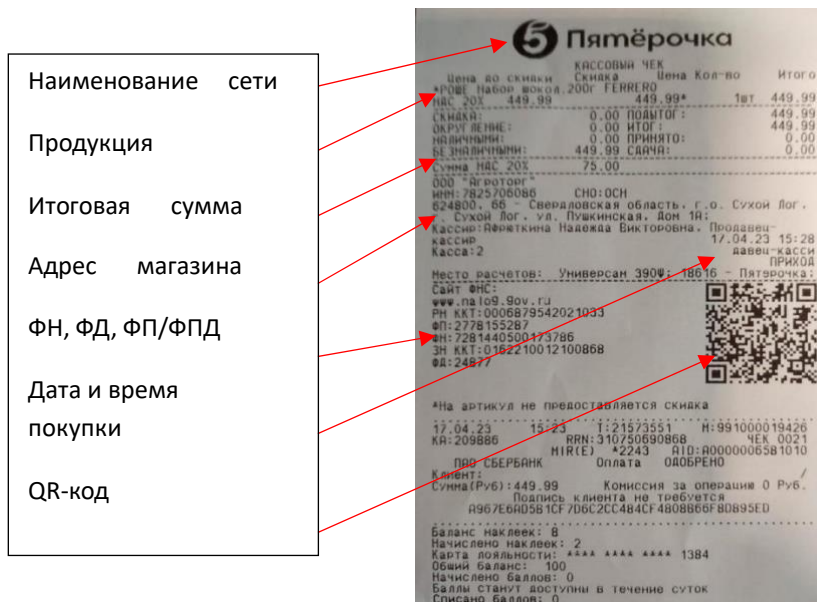 Наименование сети
Продукция
Итоговая сумма
Адрес магазина
ФН, ФД, ФП/ФПД
Дата и время
покупки
QR-код
5 Пятёрочка
КАССОВЫЙ ЧЕК
Цена до скидки Скидка Цена Кол-во Итого
*РОШЕ Набор шокол.200г FERRERO
НДС 20% 449.99 449.99* 1шт 449.99
СКИДКА: 0.00 ПОДЫТОГ: 449.99
ОКРУГЛЕНИЕ: 0.00 ИТОГ: 449.99
НАЛИЧНЫМИ: 0.00 ПРИНЯТО: 0.00
БЕЗНАЛИЧНЫМИ: 449.99 СДАЧА: 0.00
Сумма НДС 20% 75.00
ООО "Агроторг"
ИНН:7825706086 СНО:ОСН
624800, 66 - Свердловская область, г.о. Сухой Лог,
г. Сухой Лог, ул. Пушкинская, Дом 1А;
Кассир:Афюткина Надежда Викторовна, Продавец-
кассир 17.04.23 15:28
Касса:2 давец-касси
ПРИХОД
Место расчетов: Универсам 390Ф; 18616 - Пятерочка;
Сайт ФНС:
www.nalog.gov.ru
РН ККТ:0006879542021033
ФП:2778155287
ФН:7281440500173786
ЗН ККТ:0162210012100868
ФД:24877
*На артикул не предоставляется скидка
17.04.23 15:23 Т:21573551 М:991000019426
КА:209886 RRN:310750690868 ЧЕК 0021
MIR(E) *2243 AID:A0000006581010
ПАО СБЕРБАНК Оплата ОДОБРЕНО
Клиент: /
Сумма(Руб):449.99 Комиссия за операцию 0 Руб.
Подпись клиента не требуется
A967E6AD5B1CF7D6C2CC484CF4808B66F8D895ED
Баланс наклеек: 8
Начислено наклеек: 2
Карта лояльности: **** **** **** 1384
Общий баланс: 100
Начислено баллов: 0
Баллы станут доступны в течение суток
Списано баллов: 0